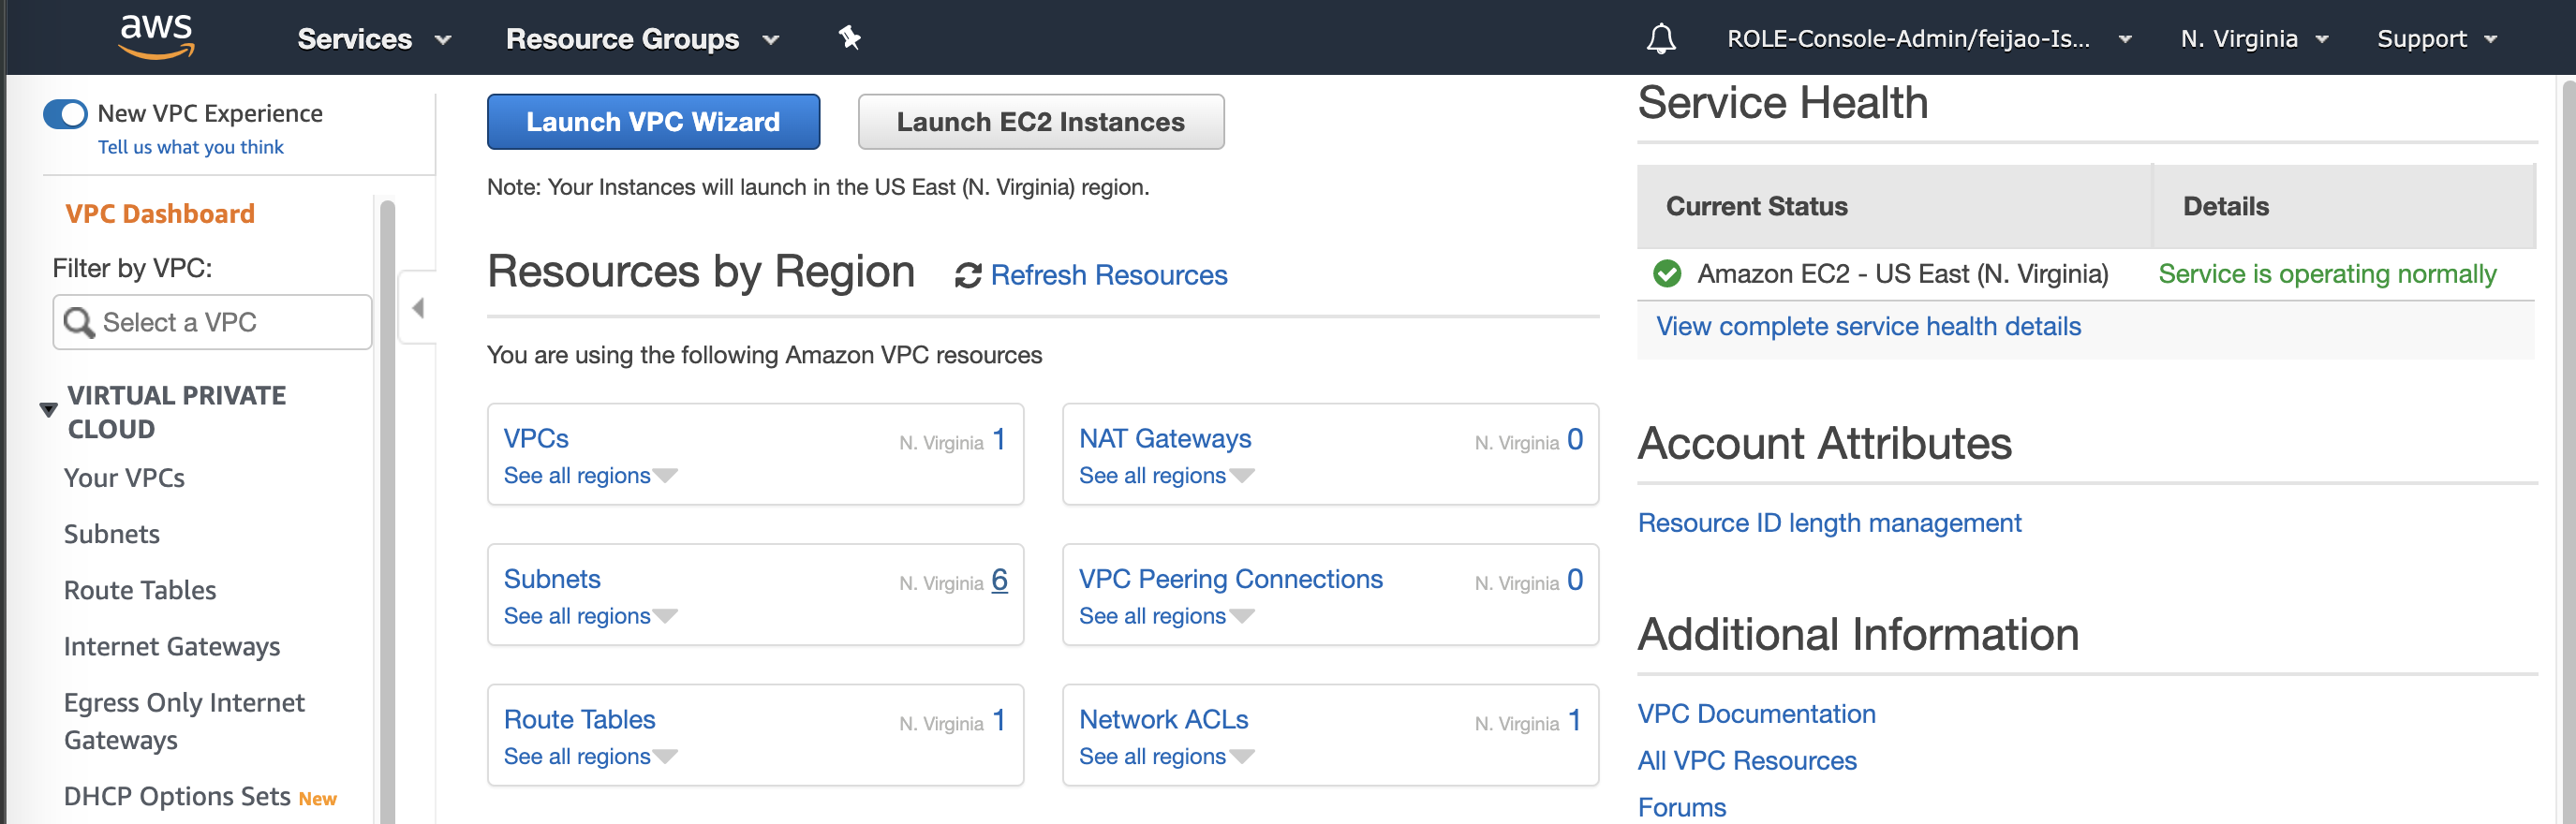 aws
Services
Resource Groups
ROLE-Console-Admin/feijao-Is...
N. Virginia
Support
New VPC Experience
Tell us what you think
VPC Dashboard
Filter by VPC:
Select a VPC
VIRTUAL PRIVATE
CLOUD
Your VPCs
Subnets
Route Tables
Internet Gateways
Egress Only Internet
Gateways
DHCP Options Sets New
Launch VPC Wizard
Launch EC2 Instances
Note: Your Instances will launch in the US East (N. Virginia) region.
Resources by Region
Refresh Resources
You are using the following Amazon VPC resources
VPCs
N. Virginia 1
See all regions
NAT Gateways
N. Virginia 0
See all regions
Subnets
N. Virginia 6
See all regions
VPC Peering Connections
N. Virginia 0
See all regions
Route Tables
N. Virginia 1
See all regions
Network ACLs
N. Virginia 1
See all regions
Service Health
Current Status
Details
Amazon EC2 - US East (N. Virginia)
Service is operating normally
View complete service health details
Account Attributes
Resource ID length management
Additional Information
VPC Documentation
All VPC Resources
Forums